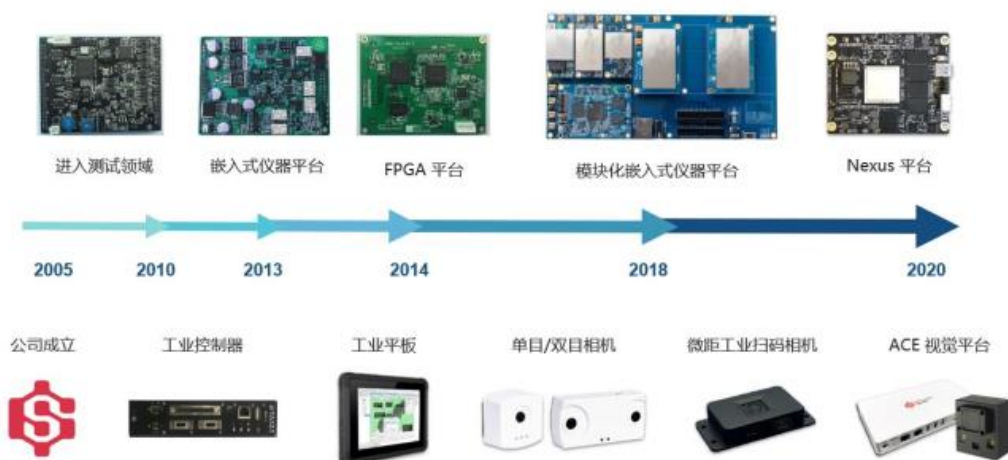 进入测试领域
嵌入式仪器平台
FPGA 平台
模块化嵌入式仪器平台
Nexus 平台
2005
2010
2013
2014
2018
2020
公司成立
工业控制器
工业平板
单目/双目相机
微距工业扫码相机
ACE 视觉平台